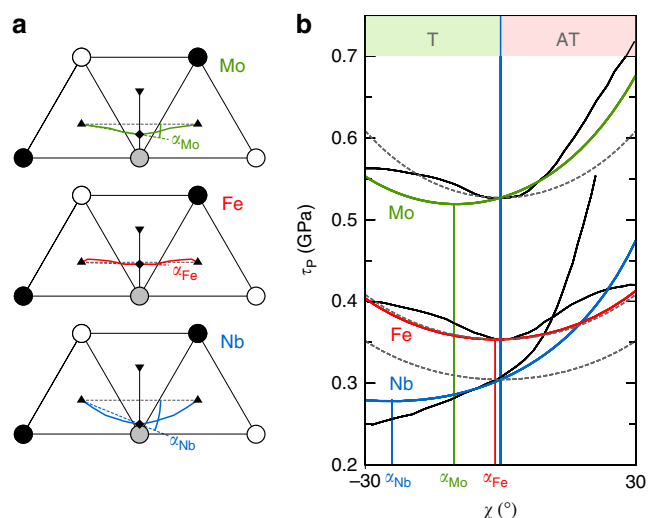 a
Mo
α_Mo
Fe
α_Fe
Nb
α_Nb
b
T AT
0.7
0.6
0.5
0.4
0.3
0.2
τ_P (GPa)
Mo
Fe
Nb
−30 α_Nb α_Mo α_Fe 30
χ (°)